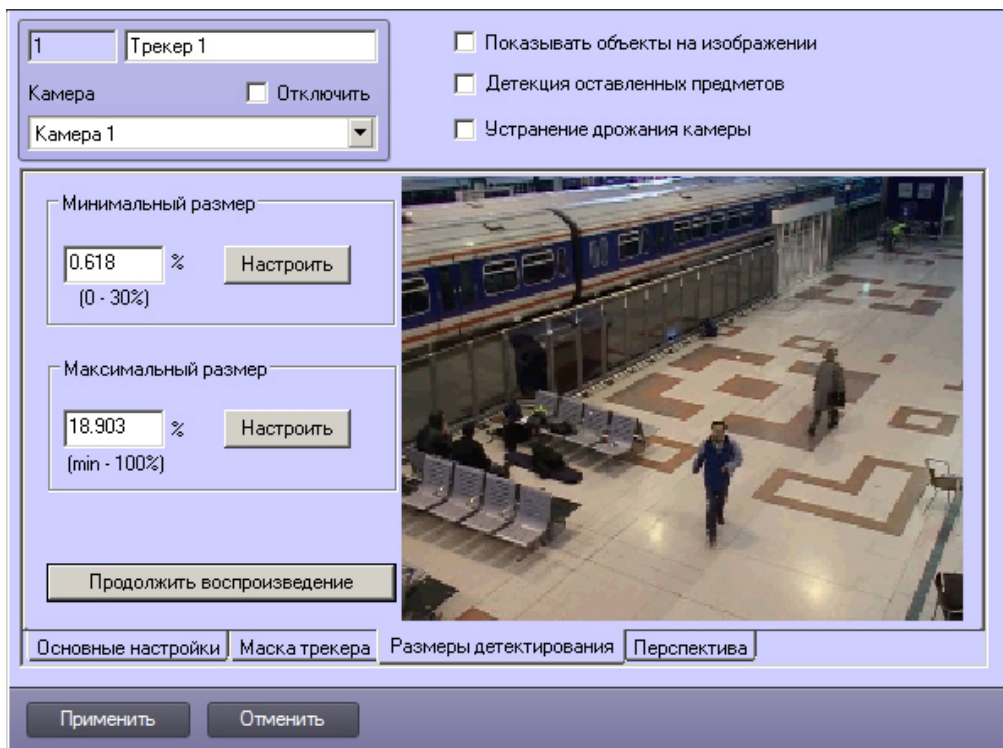 1 Трекер 1
Камера Отключить
Камера 1
Показывать объекты на изображении
Детекция оставленных предметов
Устранение дрожания камеры
Минимальный размер
0.618 % Настроить
(0 - 30%)
Максимальный размер
18.903 % Настроить
(min - 100%)
Продолжить воспроизведение
Основные настройки Маска трекера Размеры детектирования Перспектива
Применить Отменить